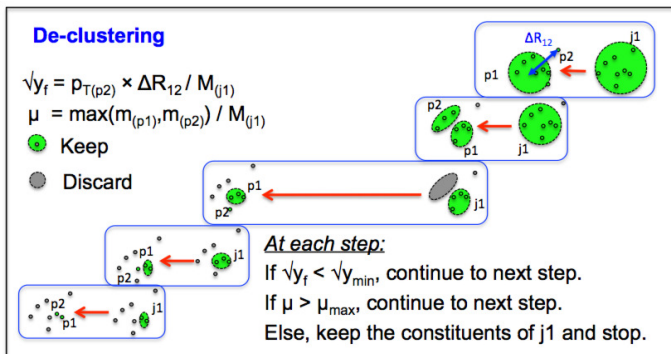 De-clustering
√y_f = p_T(p2) × ΔR_12 / M_(j1)
μ = max(m_(p1),m_(p2)) / M_(j1)
Keep
Discard
ΔR_12
p2
j1
p1
p2
p1
j1
p1
p2
j1
p1
p2
j1
p2
p1
j1
At each step:
If √y_f < √y_min, continue to next step.
If μ > μ_max, continue to next step.
Else, keep the constituents of j1 and stop.